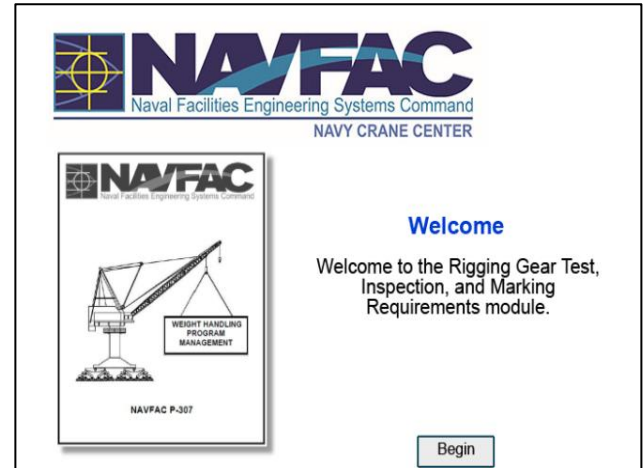 NAVFAC
Naval Facilities Engineering Systems Command
NAVY CRANE CENTER
NAVFAC
Naval Facilities Engineering Systems Command
WEIGHT HANDLING
PROGRAM
MANAGEMENT
NAVFAC P-307
Welcome
Welcome to the Rigging Gear Test,
Inspection, and Marking
Requirements module.
Begin